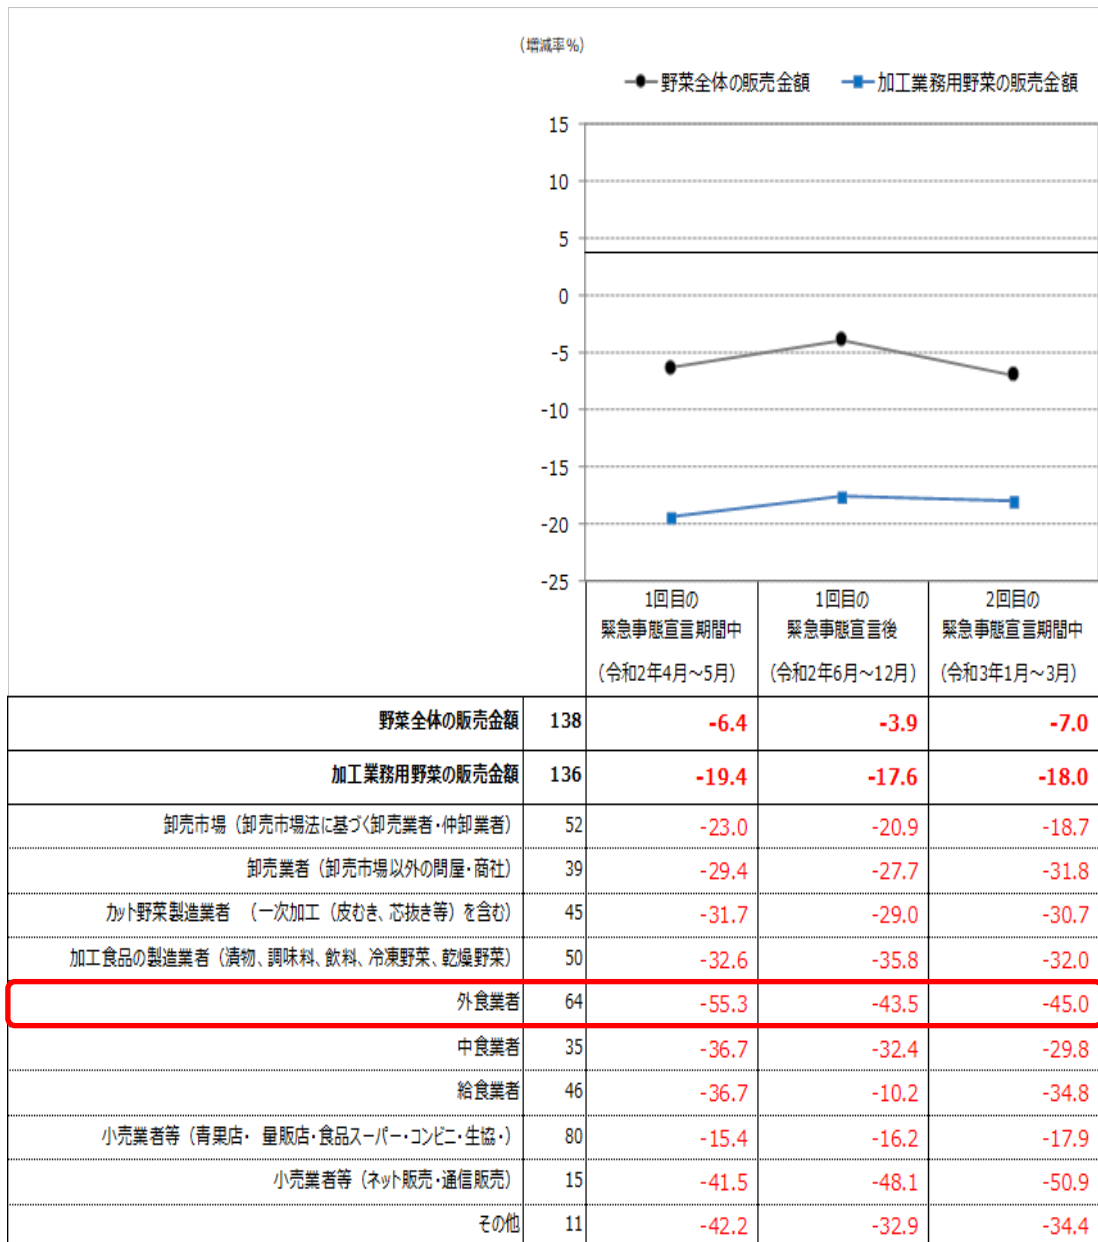 （増減率％）
野菜全体の販売金額 加工業務用野菜の販売金額
15
10
5
0
-5
-10
-15
-20
-25
1回目の 1回目の 2回目の
緊急事態宣言期間中 緊急事態宣言後 緊急事態宣言期間中
（令和2年4月～5月） （令和2年6月～12月） （令和3年1月～3月）
野菜全体の販売金額 138 -6.4 -3.9 -7.0
加工業務用野菜の販売金額 136 -19.4 -17.6 -18.0
卸売市場（卸売市場法に基づく卸売業者・仲卸業者） 52 -23.0 -20.9 -18.7
卸売業者（卸売市場以外の問屋・商社） 39 -29.4 -27.7 -31.8
カット野菜製造業者　（一次加工（皮むき、芯抜き等）を含む） 45 -31.7 -29.0 -30.7
加工食品の製造業者（漬物、調味料、飲料、冷凍野菜、乾燥野菜） 50 -32.6 -35.8 -32.0
外食業者 64 -55.3 -43.5 -45.0
中食業者 35 -36.7 -32.4 -29.8
給食業者 46 -36.7 -10.2 -34.8
小売業者等（青果店・ 量販店・食品スーパー・コンビニ・生協・） 80 -15.4 -16.2 -17.9
小売業者等（ネット販売・通信販売） 15 -41.5 -48.1 -50.9
その他 11 -42.2 -32.9 -34.4